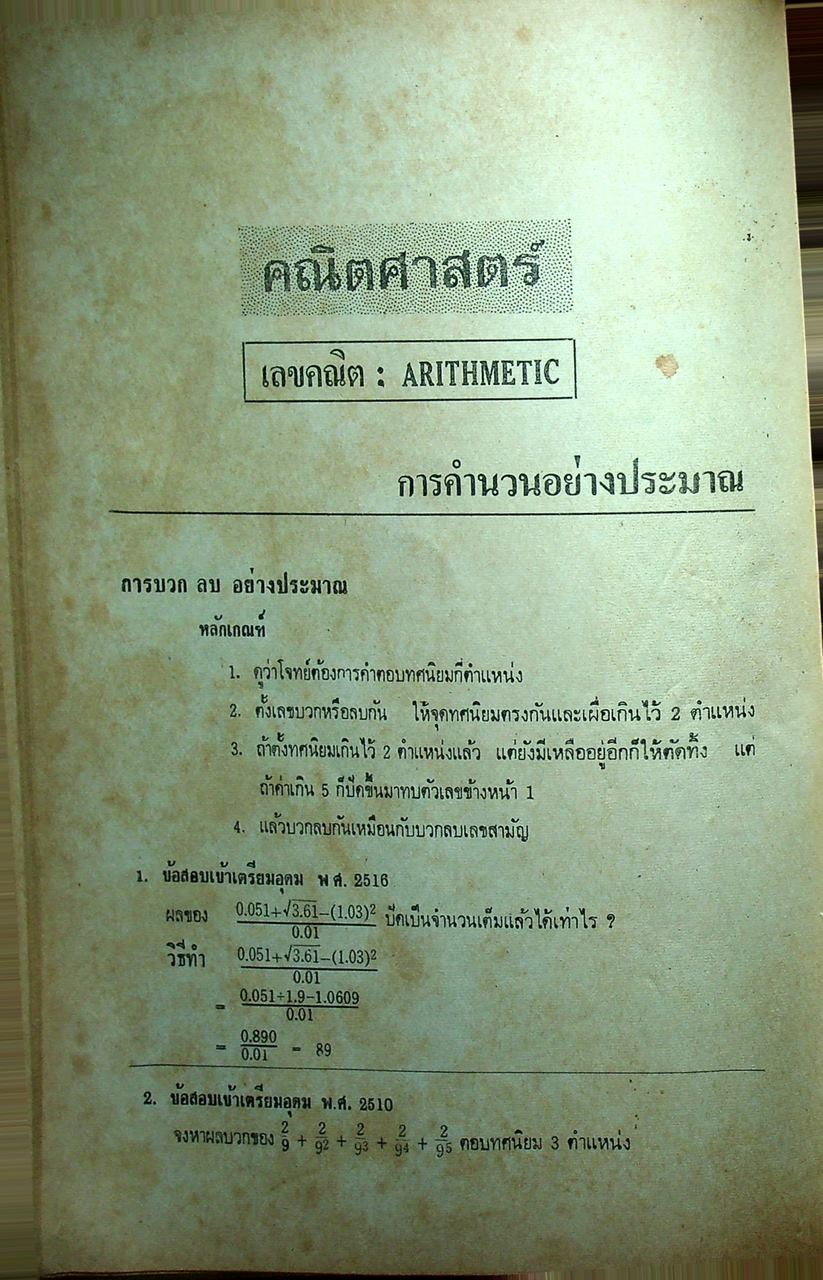 คณิตศาสตร์
เลขคณิต : ARITHMETIC
การคำนวนอย่างประมาณ
การบวก ลบ อย่างประมาณ
หลักเกณฑ์
1. ดูว่าโจทย์ต้องการคำตอบทศนิยมกี่ตำแหน่ง
2. ตั้งเลขบวกหรือลบกัน ให้จุดทศนิยมตรงกันและเผื่อเกินไว้ 2 ตำแหน่ง
3. ถ้าตั้งทศนิยมเกินไว้ 2 ตำแหน่งแล้ว แต่ยังมีเหลืออยู่อีกก็ให้ตัดทิ้ง แต่
ถ้าค่าเกิน 5 ก็ปัดขึ้นมาทบตัวเลขข้างหน้า 1
4. แล้วบวกลบกันเหมือนกับบวกลบเลขสามัญ
1. ข้อสอบเข้าเตรียมอุดม พ ศ. 2516
ผลของ \frac{0.051+\sqrt{3.61}-(1.03)^2}{0.01} ปัดเป็นจำนวนเต็มแล้วได้เท่าไร ?
วิธีทำ \frac{0.051+\sqrt{3.61}-(1.03)^2}{0.01}
= \frac{0.051+1.9-1.0609}{0.01}
= \frac{0.890}{0.01} = 89
2. ข้อสอบเข้าเตรียมอุดม พ.ศ. 2510
จงหาผลบวกของ \frac{2}{9} + \frac{2}{9^2} + \frac{2}{9^3} + \frac{2}{9^4} + \frac{2}{9^5} ตอบทศนิยม 3 ตำแหน่ง